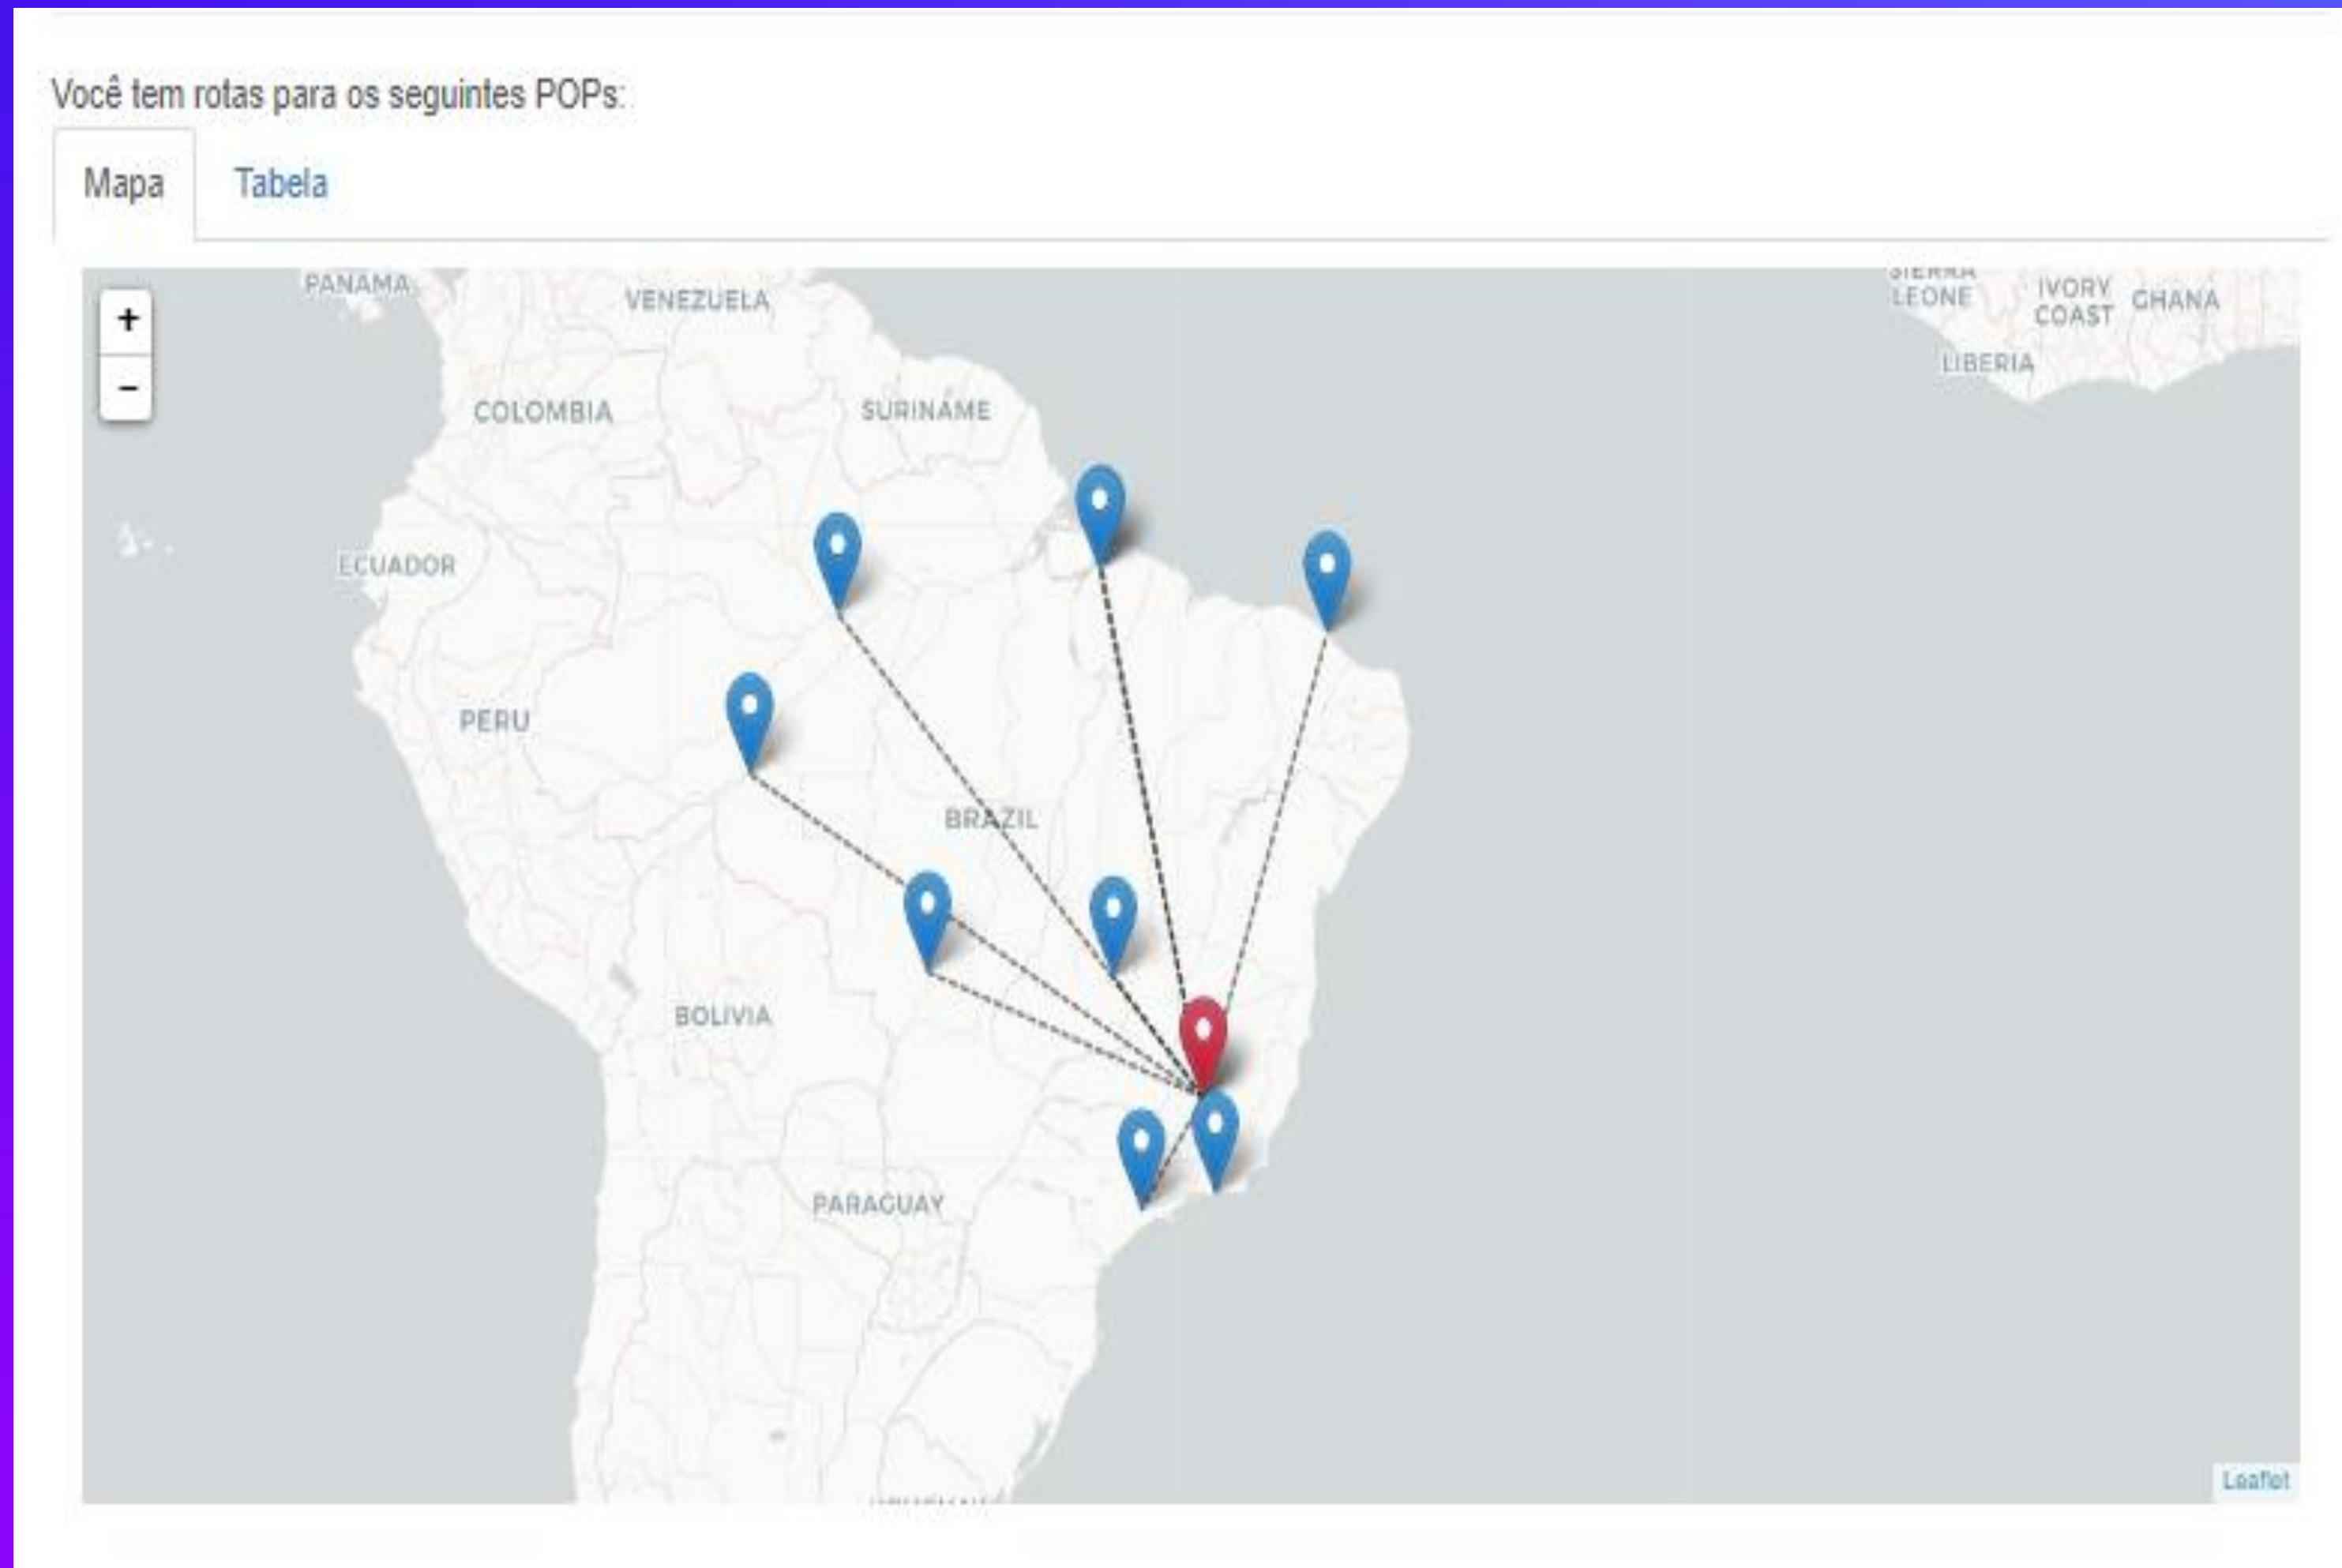 Você tem rotas para os seguintes POPs:
Mapa
Tabela
+
−
PANAMA
VENEZUELA
SIERRA
LEONE
IVORY
COAST
GHANA
LIBERIA
COLOMBIA
SURINAME
ECUADOR
PERU
BRAZIL
BOLIVIA
PARAGUAY
Leaflet